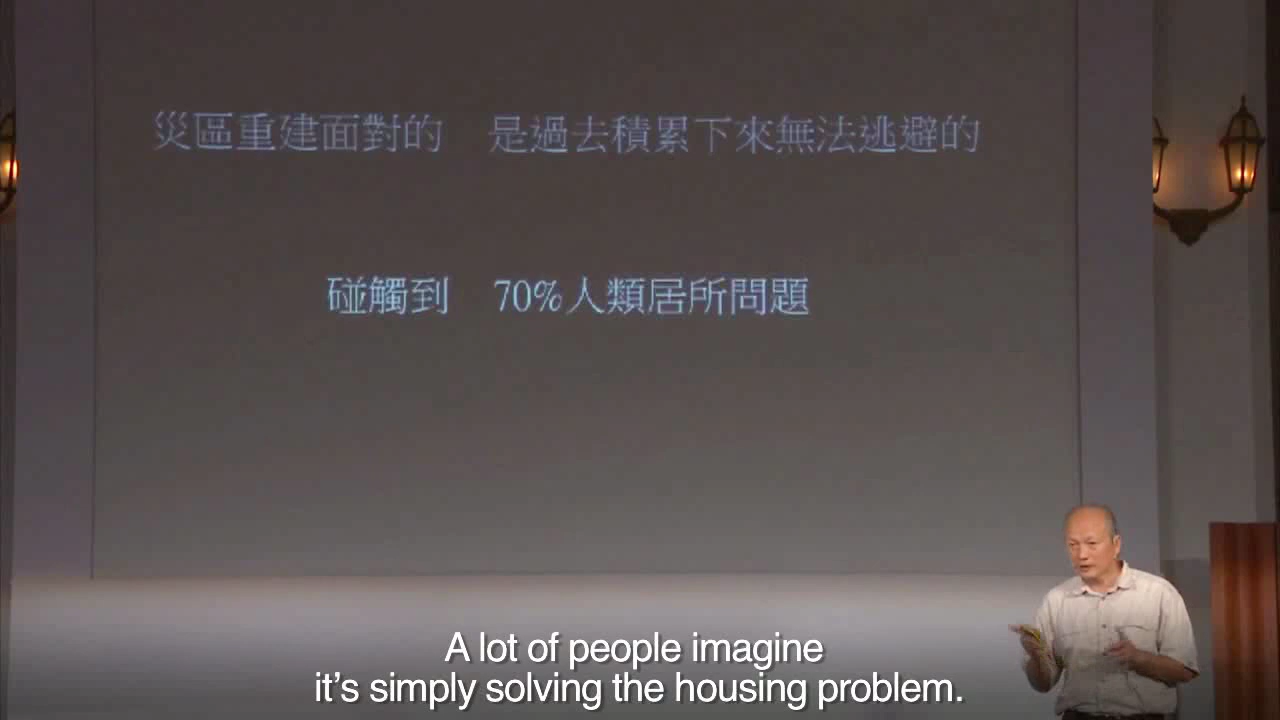 災區重建面對的 是過去積累下來無法逃避的
碰觸到 70%人類居所問題
A lot of people imagine
it's simply solving the housing problem.